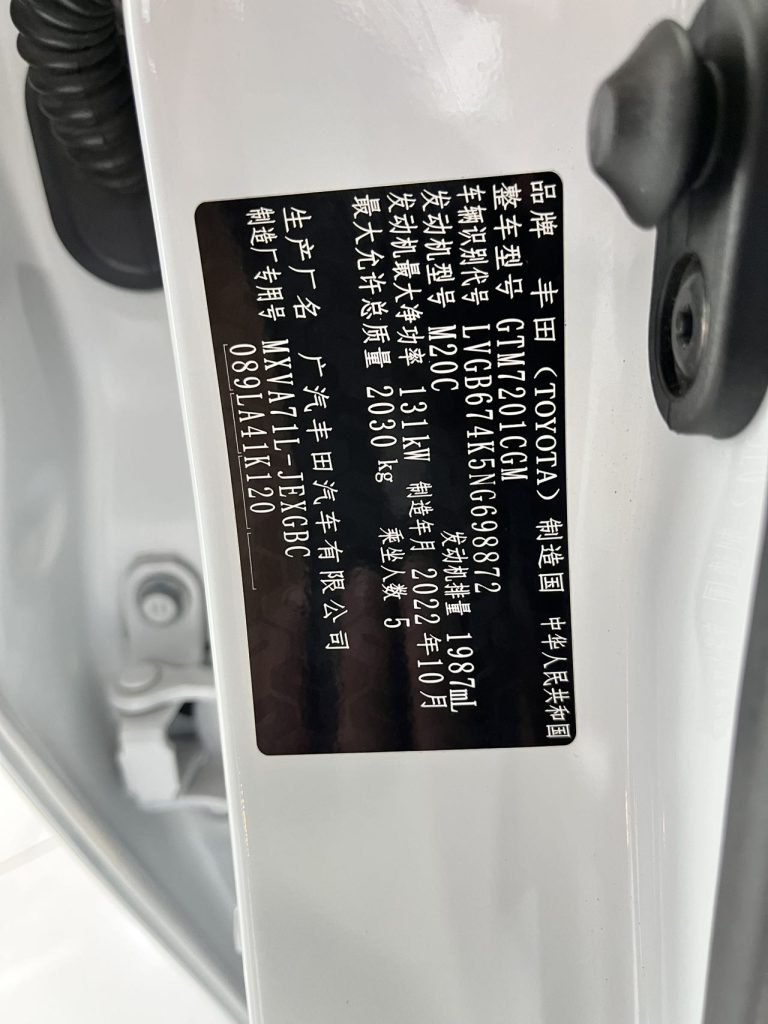 品牌 丰田（TOYOTA） 制造国 中华人民共和国
整车型号 GTM7201CGM
车辆识别代号 LVGB674K5NG698872
发动机型号 M20C 发动机排量 1987mL
发动机最大净功率 131kW 制造年月 2022年10月
最大允许总质量 2030 kg 乘坐人数 5
生产厂名 广汽丰田汽车有限公司
制造厂专用号 MXVA71L-JEXGBC
089LA41K120